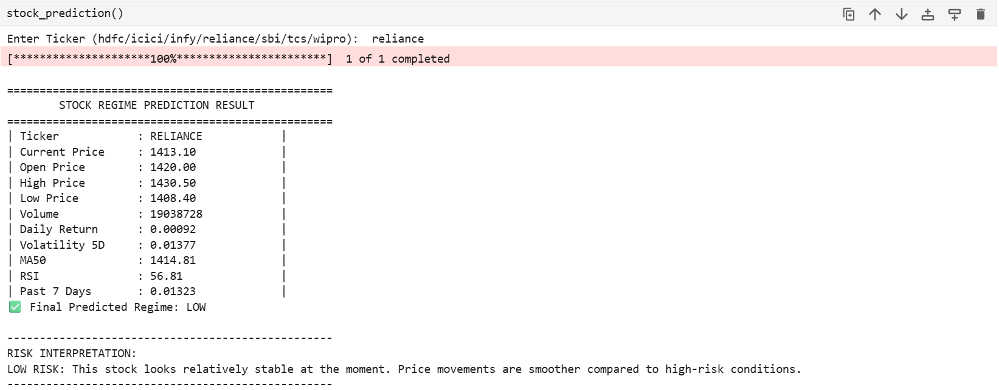 stock_prediction()
Enter Ticker (hdfc/icici/infy/reliance/sbi/tcs/wipro):  reliance
[*********************100%***********************]  1 of 1 completed
==================================================
        STOCK REGIME PREDICTION RESULT
==================================================
| Ticker            : RELIANCE            |
| Current Price     : 1413.10             |
| Open Price        : 1420.00             |
| High Price        : 1430.50             |
| Low Price         : 1408.40             |
| Volume            : 19038728            |
| Daily Return      : 0.00092             |
| Volatility 5D     : 0.01377             |
| MA50              : 1414.81             |
| RSI               : 56.81               |
| Past 7 Days       : 0.01323             |
✅ Final Predicted Regime: LOW
--------------------------------------------------
RISK INTERPRETATION:
LOW RISK: This stock looks relatively stable at the moment. Price movements are smoother compared to high-risk conditions.
--------------------------------------------------